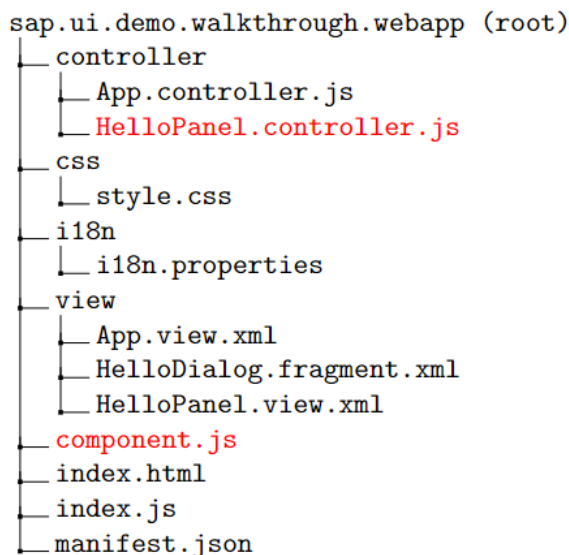 sap.ui.demo.walkthrough.webapp (root)
controller
App.controller.js
HelloPanel.controller.js
css
style.css
i18n
i18n.properties
view
App.view.xml
HelloDialog.fragment.xml
HelloPanel.view.xml
component.js
index.html
index.js
manifest.json